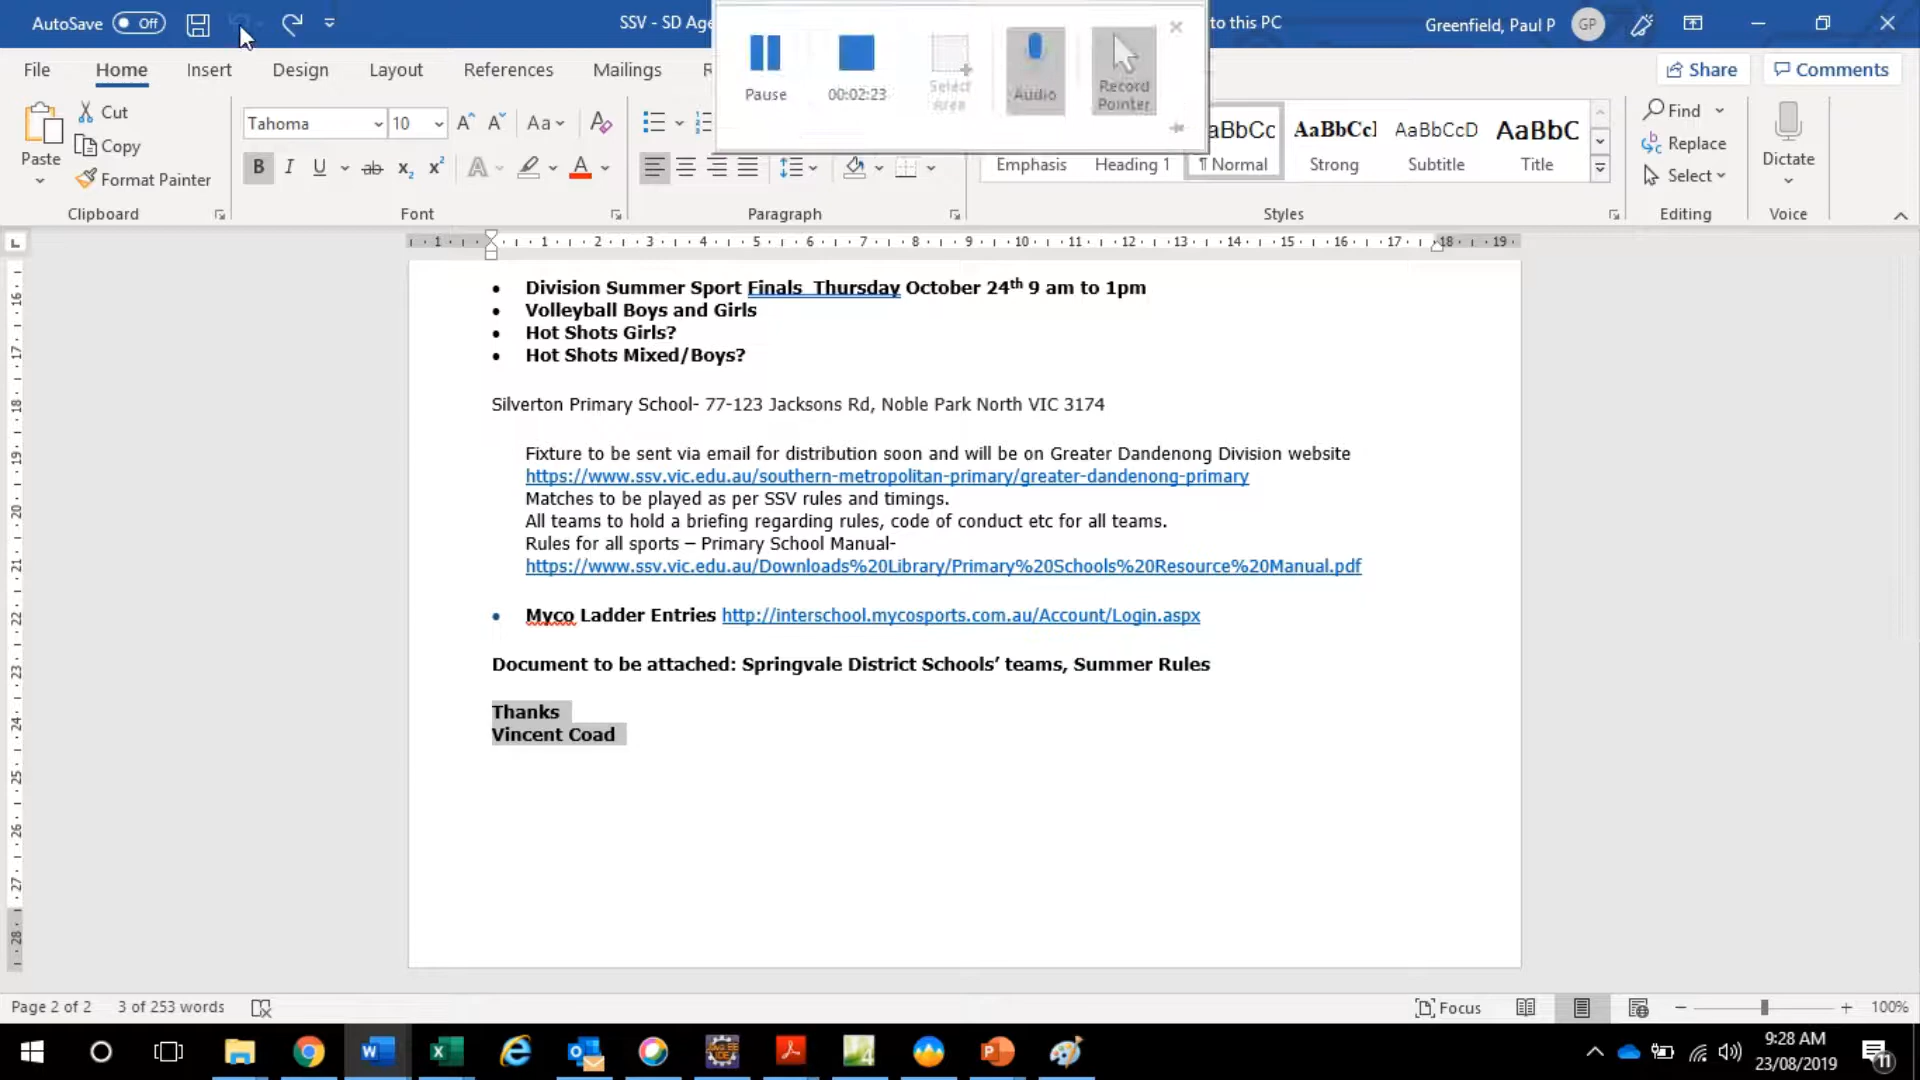 AutoSave Off
SSV - SD Age
to this PC
Greenfield, Paul P GP
File Home Insert Design Layout References Mailings
Share Comments
Pause 00:02:23 Select Area Audio Record Pointer
Paste Cut Copy Format Painter
Tahoma 10
Emphasis Heading 1 ¶ Normal Strong Subtitle Title
Find Replace Select
Dictate
Clipboard Font Paragraph Styles Editing Voice
• Division Summer Sport Finals  Thursday October 24th 9 am to 1pm
• Volleyball Boys and Girls
• Hot Shots Girls?
• Hot Shots Mixed/Boys?
Silverton Primary School- 77-123 Jacksons Rd, Noble Park North VIC 3174
Fixture to be sent via email for distribution soon and will be on Greater Dandenong Division website
https://www.ssv.vic.edu.au/southern-metropolitan-primary/greater-dandenong-primary
Matches to be played as per SSV rules and timings.
All teams to hold a briefing regarding rules, code of conduct etc for all teams.
Rules for all sports – Primary School Manual-
https://www.ssv.vic.edu.au/Downloads%20Library/Primary%20Schools%20Resource%20Manual.pdf
• Myco Ladder Entries http://interschool.mycosports.com.au/Account/Login.aspx
Document to be attached: Springvale District Schools’ teams, Summer Rules
Thanks
Vincent Coad
Page 2 of 2 3 of 253 words
Focus
100%
9:28 AM
23/08/2019
11